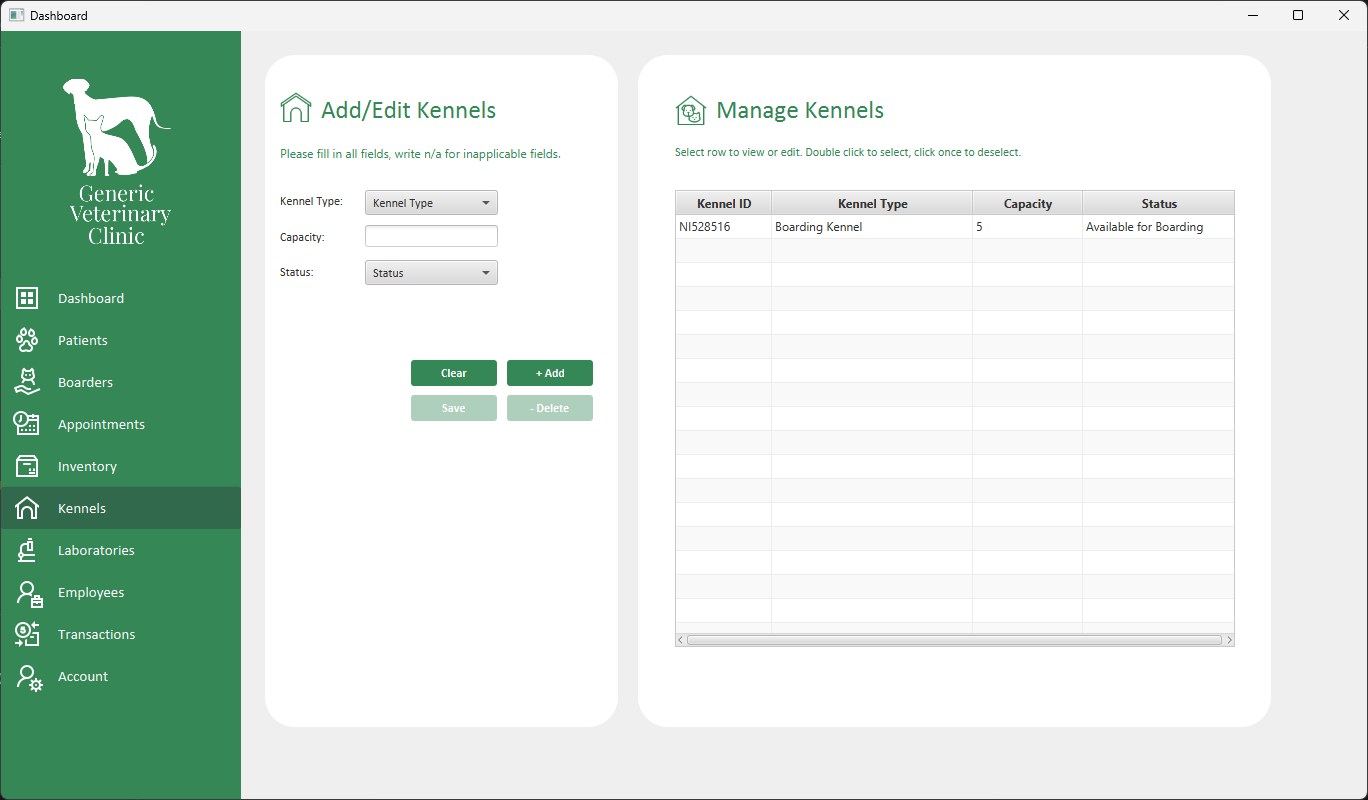 Dashboard
Generic
Veterinary
Clinic
Dashboard
Patients
Boarders
Appointments
Inventory
Kennels
Laboratories
Employees
Transactions
Account
Add/Edit Kennels
Please fill in all fields, write n/a for inapplicable fields.
Kennel Type: Kennel Type
Capacity:
Status: Status
Clear + Add
Save - Delete
Manage Kennels
Select row to view or edit. Double click to select, click once to deselect.
Kennel ID Kennel Type Capacity Status
NI528516 Boarding Kennel 5 Available for Boarding